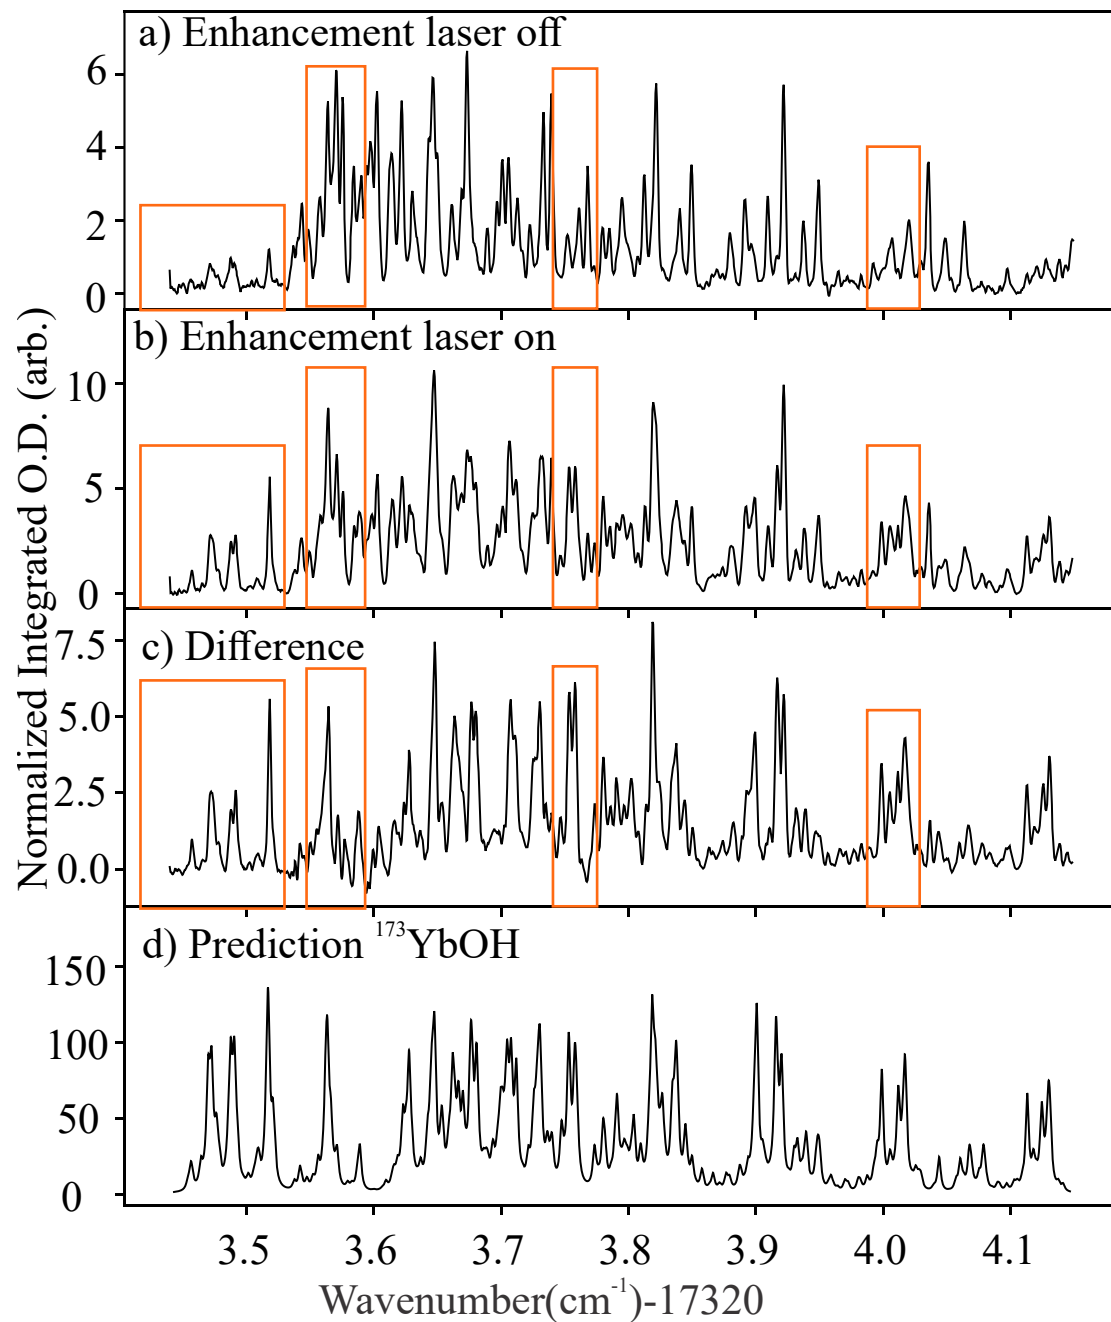 a) Enhancement laser off
6
4
2
0
b) Enhancement laser on
10
5
0
c) Difference
7.5
5.0
2.5
0.0
d) Prediction ¹⁷³YbOH
150
100
50
0
Normalized Integrated O.D. (arb.)
3.5 3.6 3.7 3.8 3.9 4.0 4.1
Wavenumber(cm⁻¹)-17320